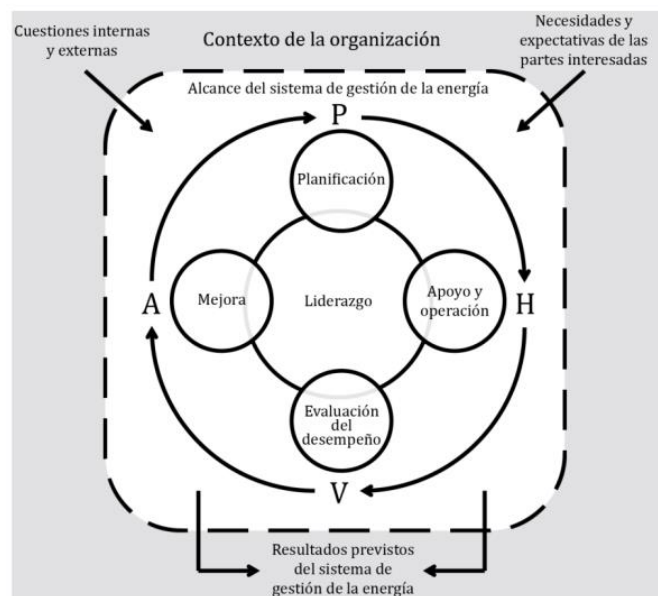 Cuestiones internas
y externas
Contexto de la organización
Necesidades y
expectativas de las
partes interesadas
Alcance del sistema de gestión de la energía
P
Planificación
A
Mejora
Liderazgo
Apoyo y
operación
H
Evaluación
del
desempeño
V
Resultados previstos
del sistema de
gestión de la energía